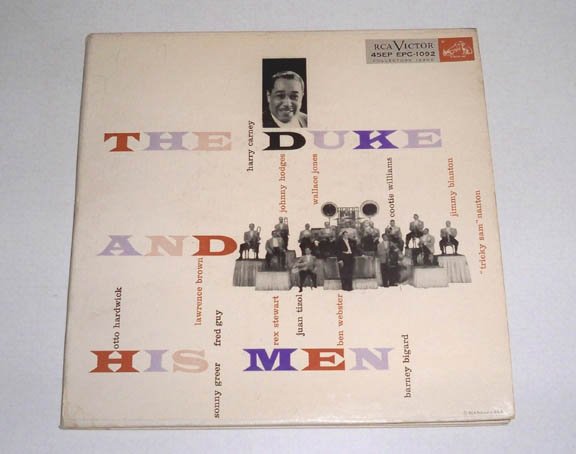 RCA VICTOR
45EP EPC-1092
COLLECTORS ISSUE
THE DUKE
harry carney
johnny hodges
wallace jones
cootie williams
jimmy blanton
"tricky sam" nanton
AND
otto hardwick
lawrence brown
fred guy
sonny greer
rex stewart
juan tizol
ben webster
barney bigard
HIS MEN